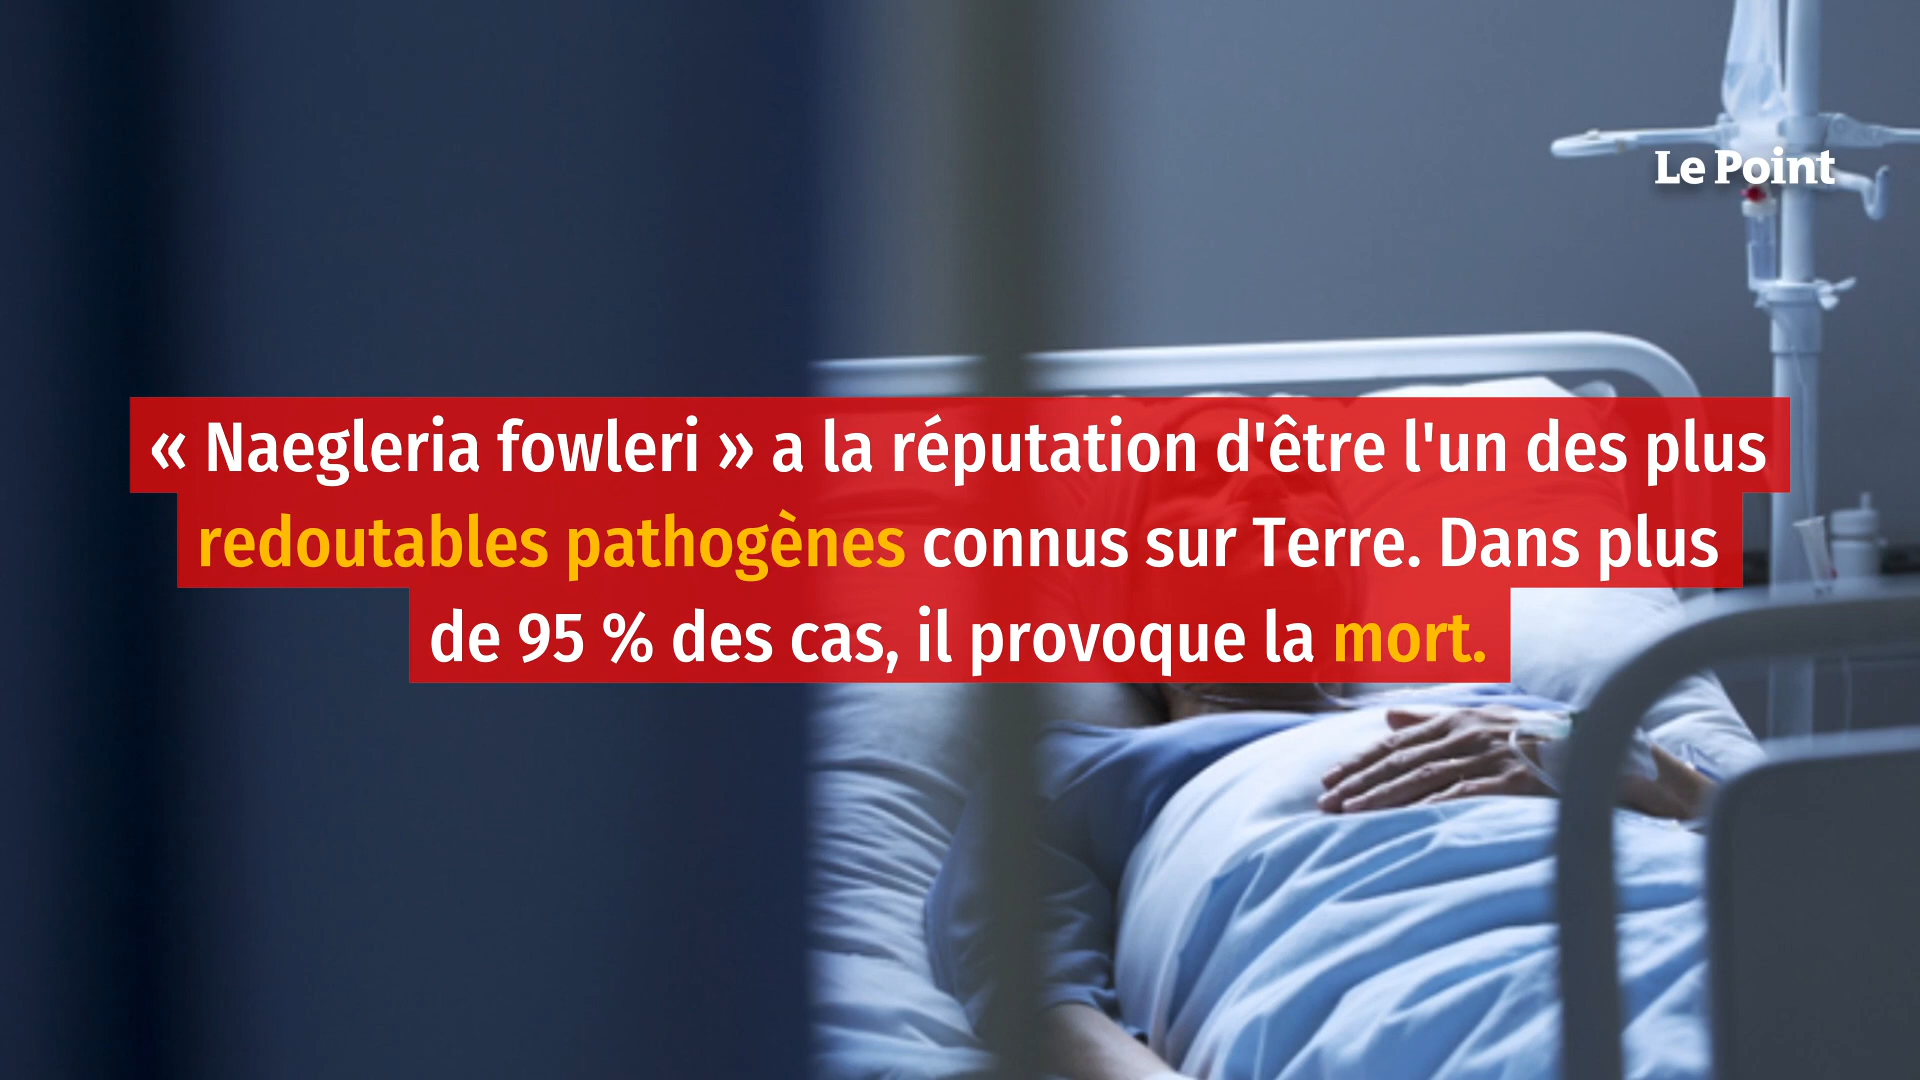 Le Point
« Naegleria fowleri » a la réputation d'être l'un des plus
redoutables pathogènes connus sur Terre. Dans plus
de 95 % des cas, il provoque la mort.